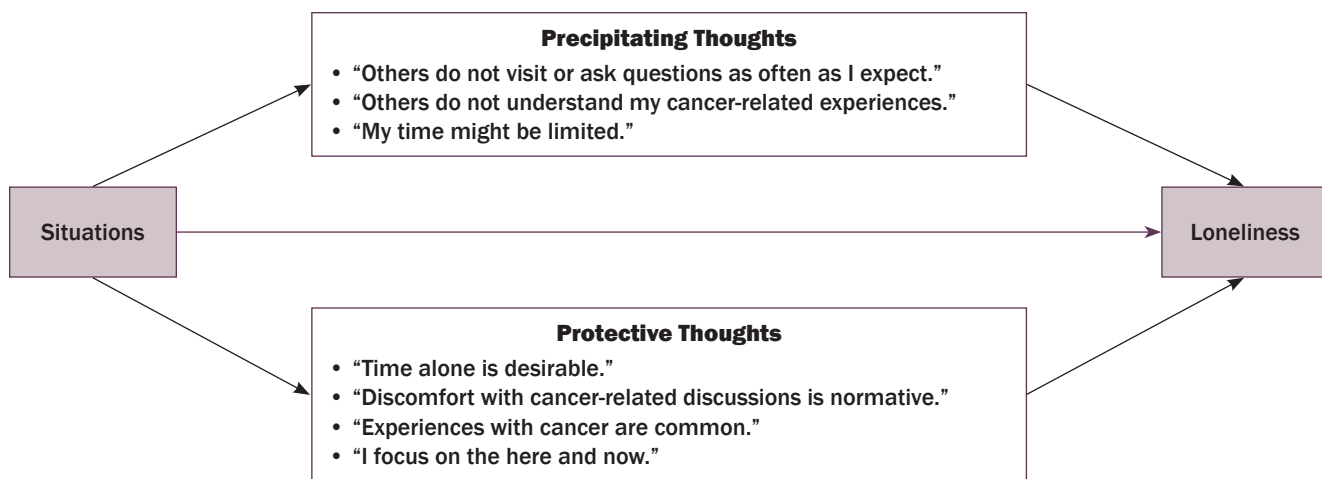 Precipitating Thoughts
• “Others do not visit or ask questions as often as I expect.”
• “Others do not understand my cancer-related experiences.”
• “My time might be limited.”
Situations
Loneliness
Protective Thoughts
• “Time alone is desirable.”
• “Discomfort with cancer-related discussions is normative.”
• “Experiences with cancer are common.”
• “I focus on the here and now.”